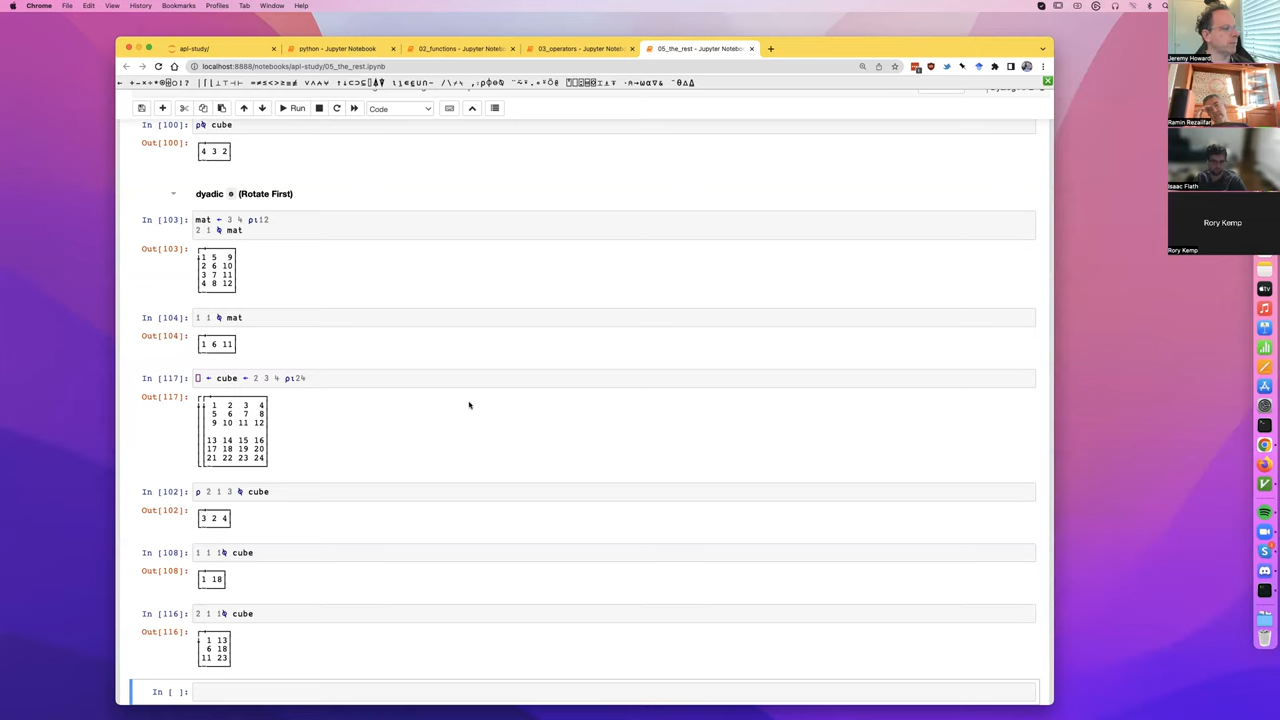 Chrome File Edit View History Bookmarks Profiles Tab Window Help
apl-study/
python - Jupyter Notebook
02_functions - Jupyter Notebo
03_operators - Jupyter Noteboo
05_the_rest - Jupyter Noteboo
localhost:8888/notebooks/apl-study/05_the_rest.ipynb
Run
Code
In [100]: ⍴⍉ cube
Out[100]:
4 3 2
dyadic ⊖ (Rotate First)
In [103]: mat ← 3 4 ⍴⍳12
2 1 ⍉ mat
Out[103]:
1 5 9
2 6 10
3 7 11
4 8 12
In [104]: 1 1 ⍉ mat
Out[104]:
1 6 11
In [117]: ⎕ ← cube ← 2 3 4 ⍴⍳24
Out[117]:
1 2 3 4
5 6 7 8
9 10 11 12
13 14 15 16
17 18 19 20
21 22 23 24
In [102]: ⍴ 2 1 3 ⍉ cube
Out[102]:
3 2 4
In [108]: 1 1 1⍉ cube
Out[108]:
1 18
In [116]: 2 1 1⍉ cube
Out[116]:
1 13
6 18
11 23
In [ ]:
Jeremy Howard
Ramin Rezaiifar
Isaac Flath
Rory Kemp
Rory Kemp